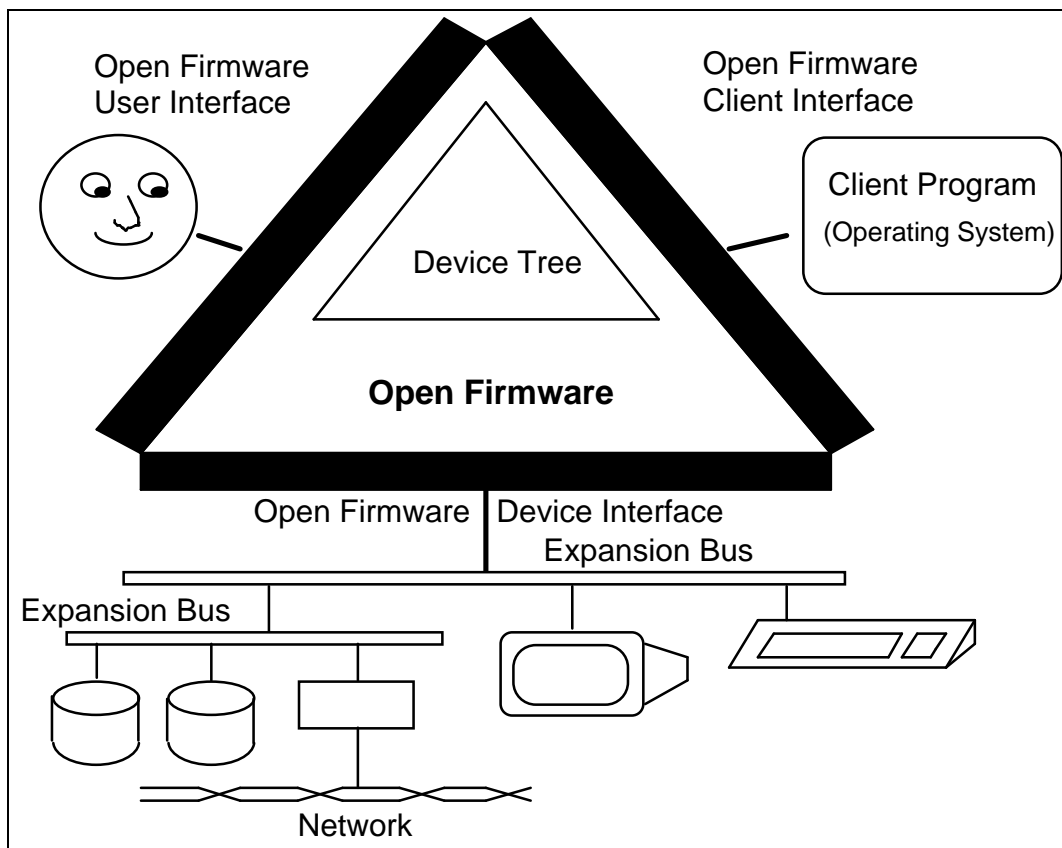 Open Firmware
User Interface
Open Firmware
Client Interface
Client Program
(Operating System)
Device Tree
Open Firmware
Open Firmware
Device Interface
Expansion Bus
Expansion Bus
Network